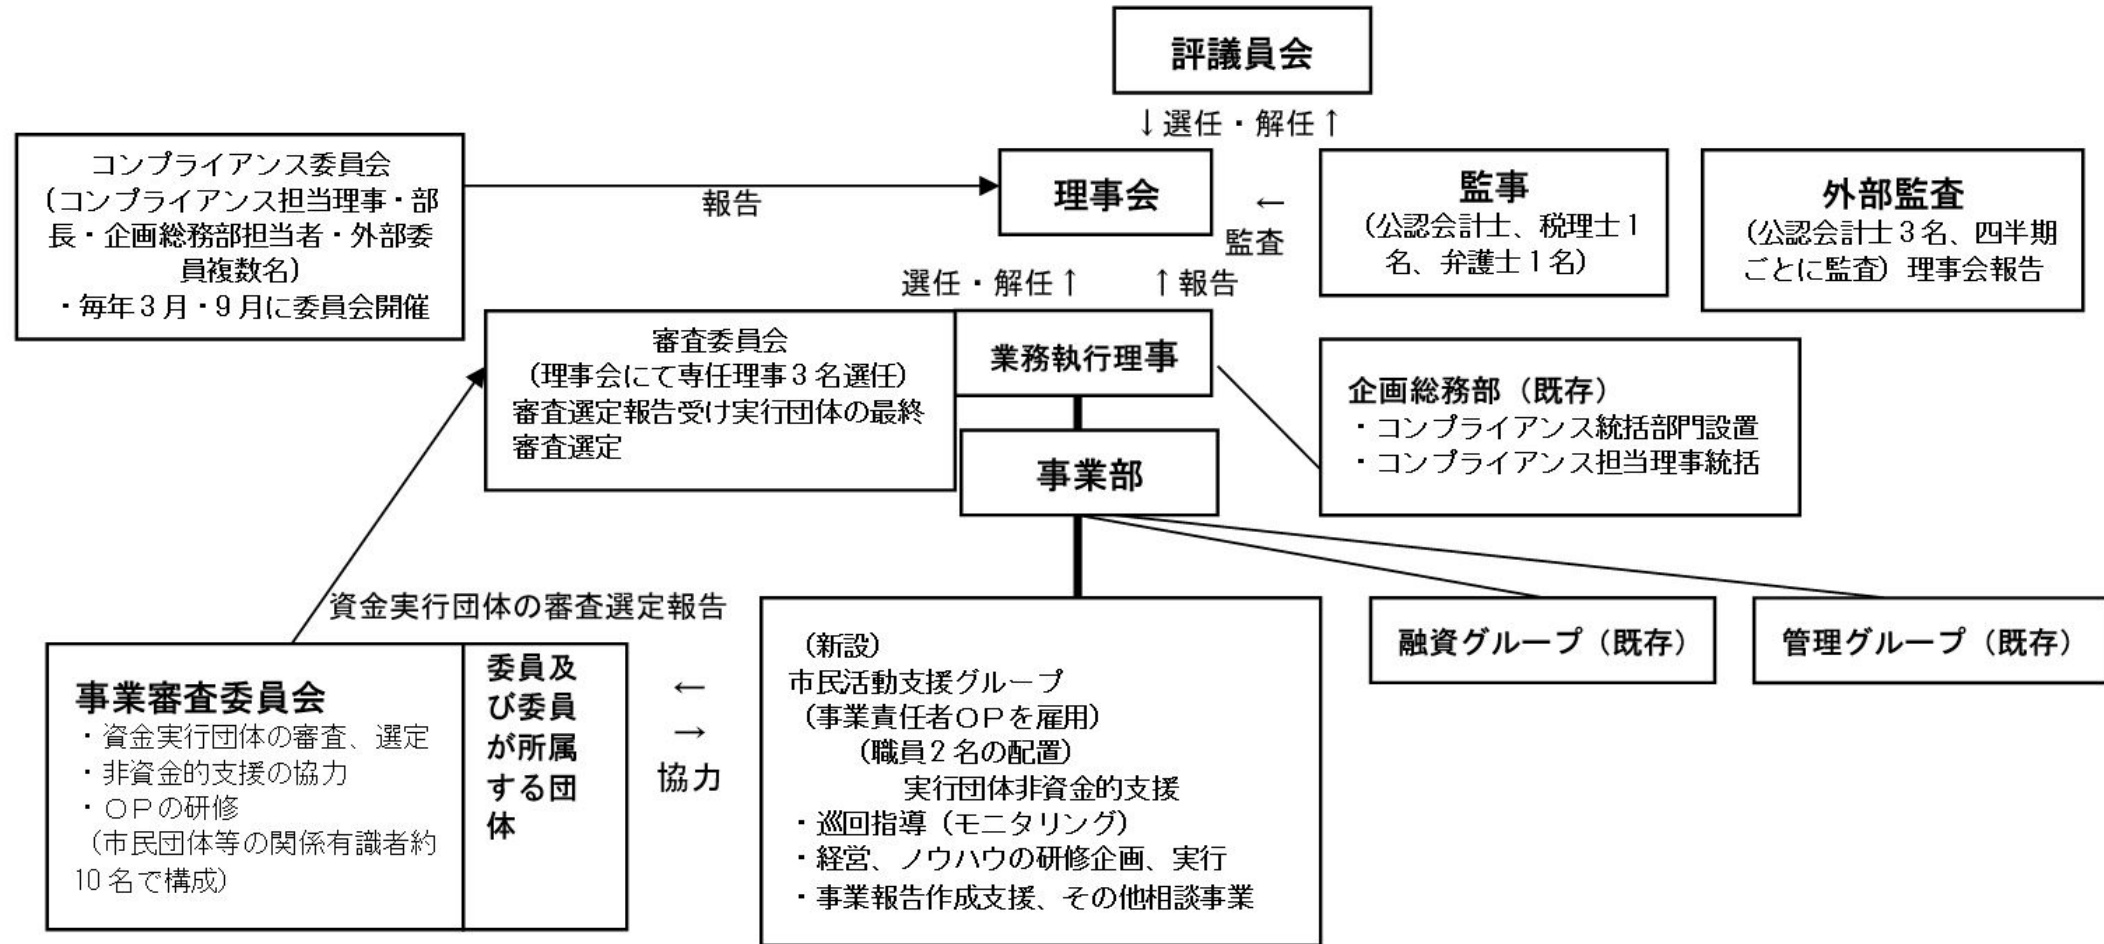 評議員会
↓選任・解任↑
コンプライアンス委員会
（コンプライアンス担当理事・部
長・企画総務部担当者・外部委
員複数名）
・毎年３月・９月に委員会開催
報告
理事会
←
監査
監事
（公認会計士、税理士１
名、弁護士１名）
外部監査
（公認会計士３名、四半期
ごとに監査）理事会報告
選任・解任↑
↑報告
審査委員会
（理事会にて専任理事３名選任）
審査選定報告受け実行団体の最終
審査選定
業務執行理事
企画総務部（既存）
・コンプライアンス統括部門設置
・コンプライアンス担当理事統括
事業部
資金実行団体の審査選定報告
事業審査委員会
・資金実行団体の審査、選定
・非資金的支援の協力
・ＯＰの研修
（市民団体等の関係有識者約
10 名で構成）
委員及
び委員
が所属
する団
体
←
→
協力
（新設）
市民活動支援グループ
（事業責任者ＯＰを雇用）
（職員２名の配置）
実行団体非資金的支援
・巡回指導（モニタリング）
・経営、ノウハウの研修企画、実行
・事業報告作成支援、その他相談事業
融資グループ（既存）
管理グループ（既存）